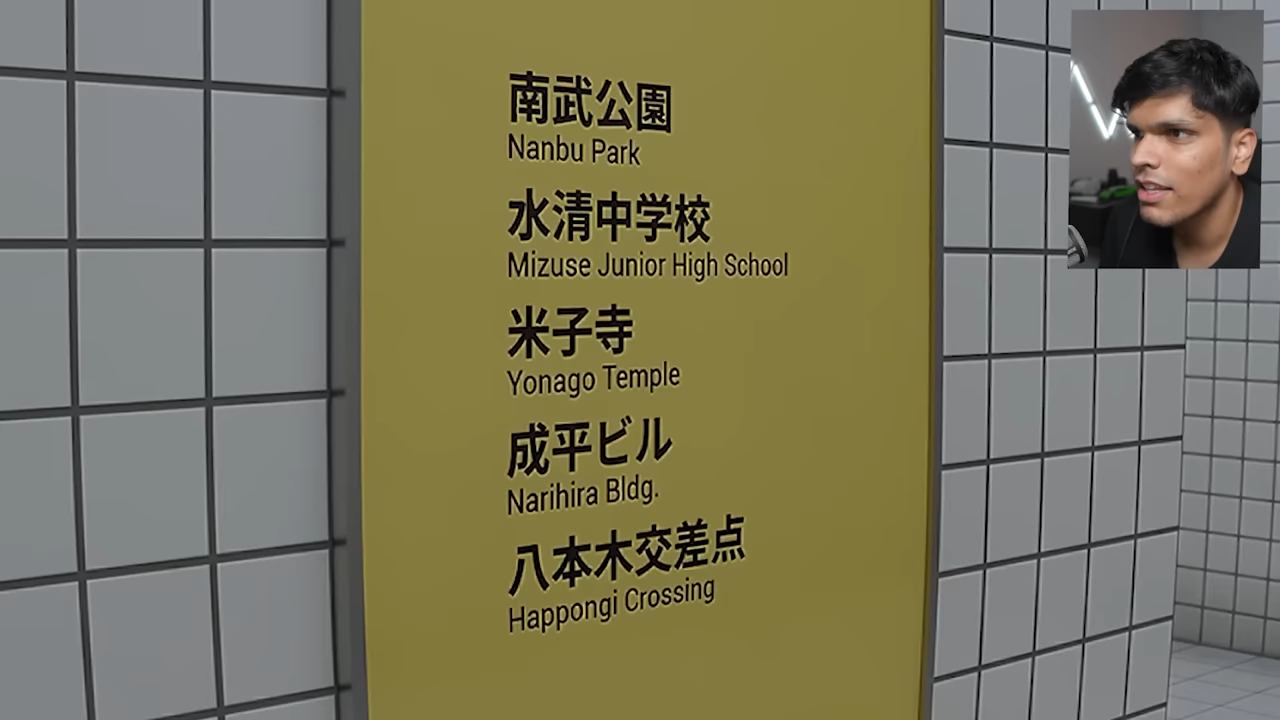 南武公園
Nanbu Park
水清中学校
Mizuse Junior High School
米子寺
Yonago Temple
成平ビル
Narihira Bldg.
八本木交差点
Happongi Crossing